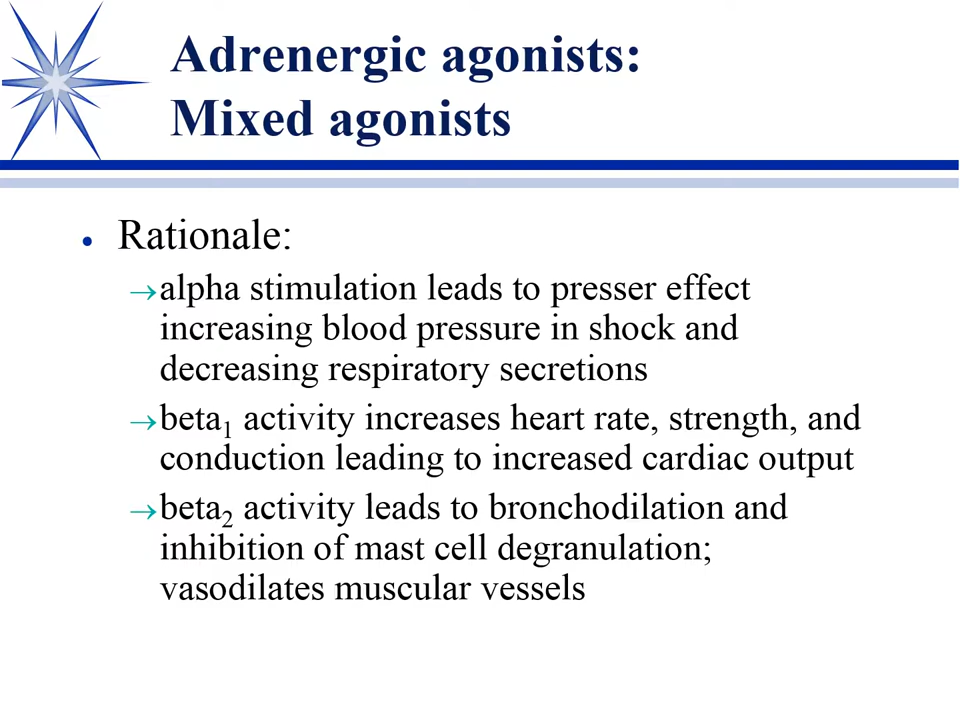 Adrenergic agonists:
Mixed agonists
• Rationale:
→alpha stimulation leads to presser effect
increasing blood pressure in shock and
decreasing respiratory secretions
→beta₁ activity increases heart rate, strength, and
conduction leading to increased cardiac output
→beta₂ activity leads to bronchodilation and
inhibition of mast cell degranulation;
vasodilates muscular vessels